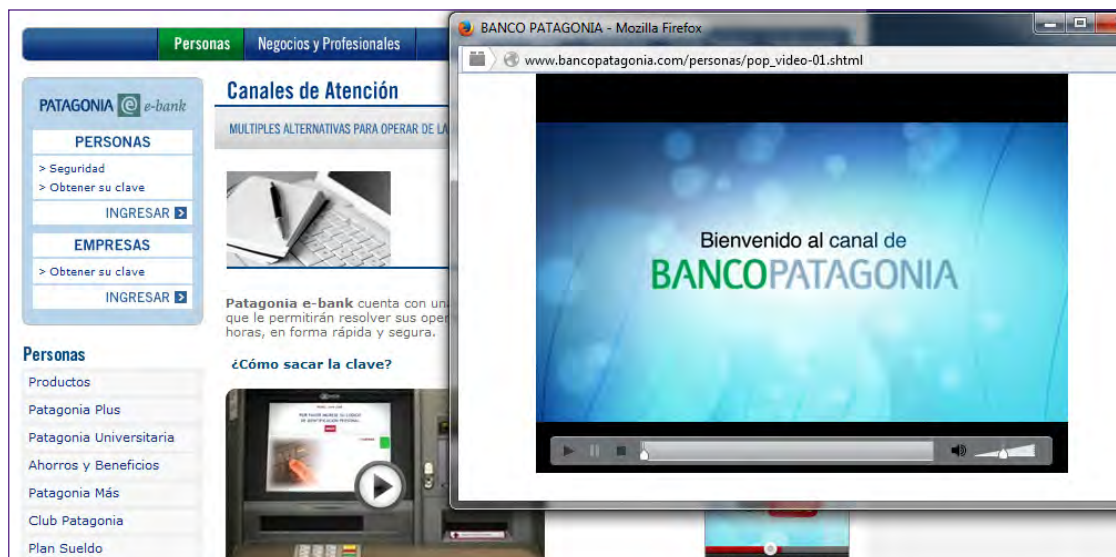 Personas
Negocios y Profesionales
PATAGONIA e-bank
PERSONAS
> Seguridad
> Obtener su clave
INGRESAR
EMPRESAS
> Obtener su clave
INGRESAR
Personas
Productos
Patagonia Plus
Patagonia Universitaria
Ahorros y Beneficios
Patagonia Más
Club Patagonia
Plan Sueldo
Canales de Atención
MULTIPLES ALTERNATIVAS PARA OPERAR DE LA
Patagonia e-bank cuenta con una
que le permitirán resolver sus oper
horas, en forma rápida y segura.
¿Cómo sacar la clave?
BANCO PATAGONIA - Mozilla Firefox
www.bancopatagonia.com/personas/pop_video-01.shtml
Bienvenido al canal de
BANCOPATAGONIA